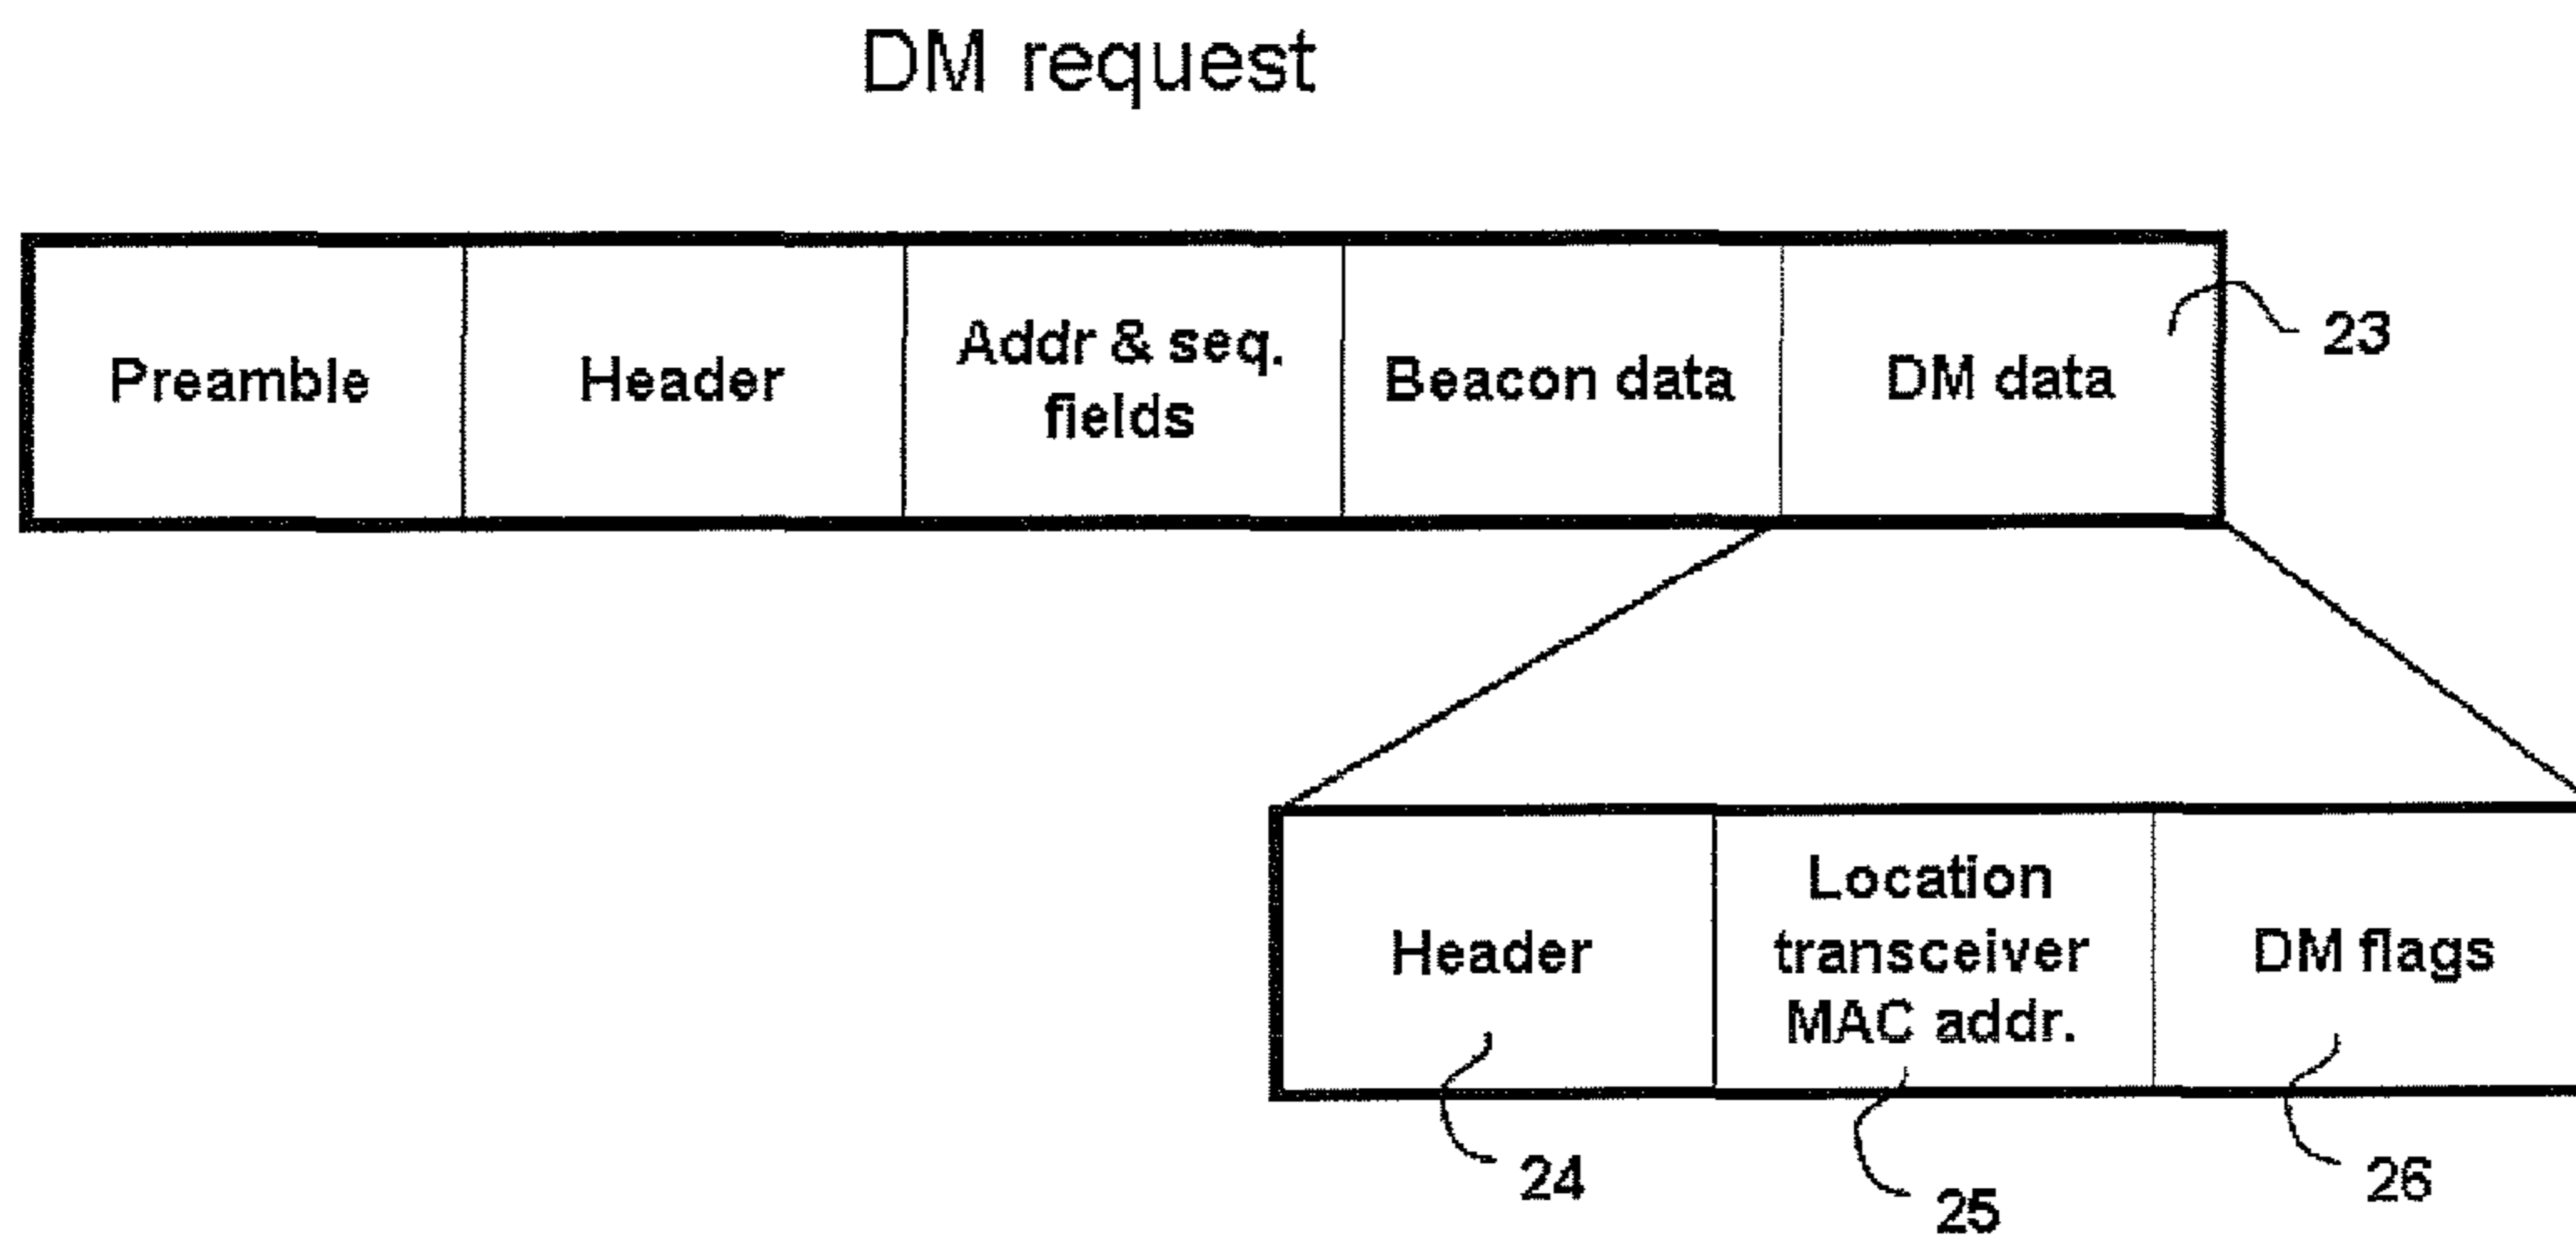 DM request
Preamble
Header
Addr & seq.
fields
Beacon data
DM data
23
Header
Location
transceiver
MAC addr.
DM flags
24
25
26